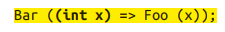 Bar ((int x) => Foo (x));